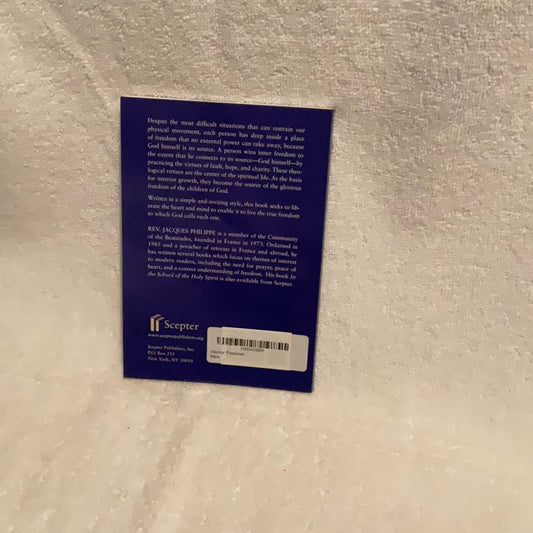 Despite the most difficult situations that can restrain our
physical movement, each person has deep inside a place
of freedom that no external power can take away, because
God himself is its source. A person wins inner freedom to
the extent that he connects to its source—God himself—by
practicing the virtues of faith, hope, and charity. These theo-
logical virtues are the center of the spiritual life. As the basis
for interior growth, they become the source of the glorious
freedom of the children of God.
Written in a simple and inviting style, this book seeks to lib-
erate the heart and mind to enable it to live the true freedom
to which God calls each one.
REV. JACQUES PHILIPPE is a member of the Community
of the Beatitudes, founded in France in 1973. Ordained in
1985 and a preacher of retreats in France and abroad, he
has written several books which focus on themes of interest
to modern readers, including the need for prayer, peace of
heart, and a correct understanding of freedom. His book In
the School of the Holy Spirit is also available from Scepter.
Scepter
www.scepterpublishers.org
Scepter Publishers, Inc.
P.O. Box 211
New York, NY 10018
Interior Freedom
New